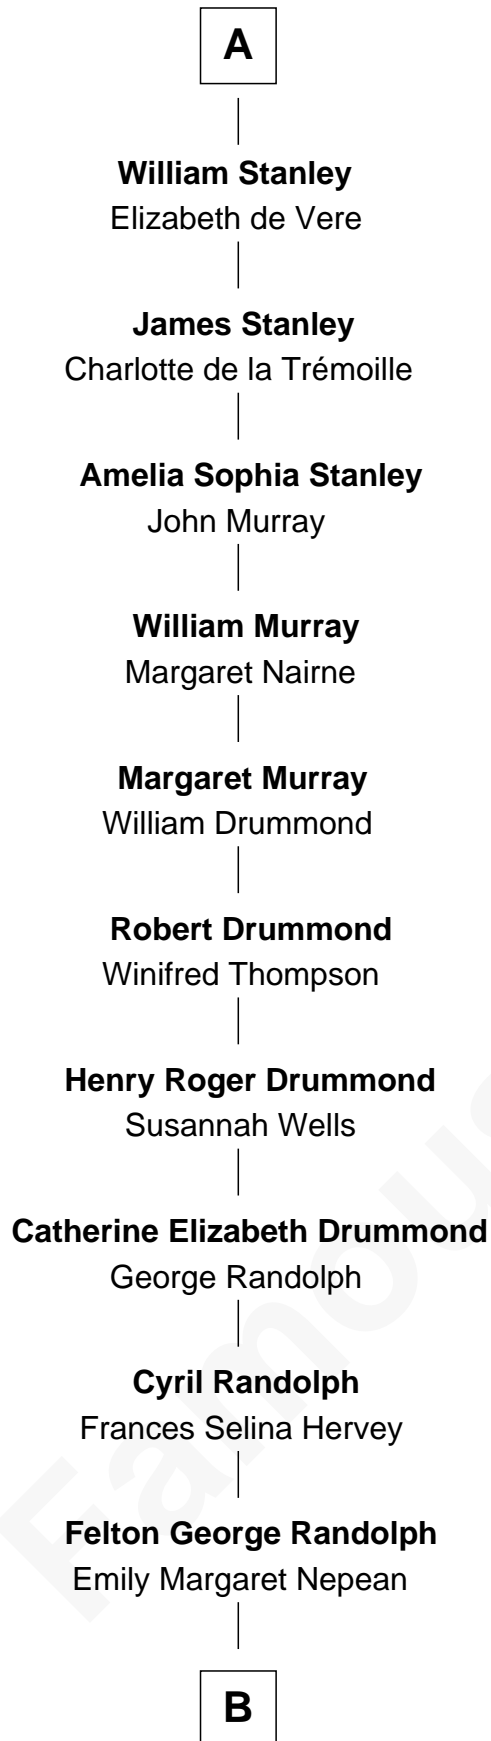 A
William Stanley
Elizabeth de Vere
James Stanley
Charlotte de la Trémoille
Amelia Sophia Stanley
John Murray
William Murray
Margaret Nairne
Margaret Murray
William Drummond
Robert Drummond
Winifred Thompson
Henry Roger Drummond
Susannah Wells
Catherine Elizabeth Drummond
George Randolph
Cyril Randolph
Frances Selina Hervey
Felton George Randolph
Emily Margaret Nepean
B
Famous